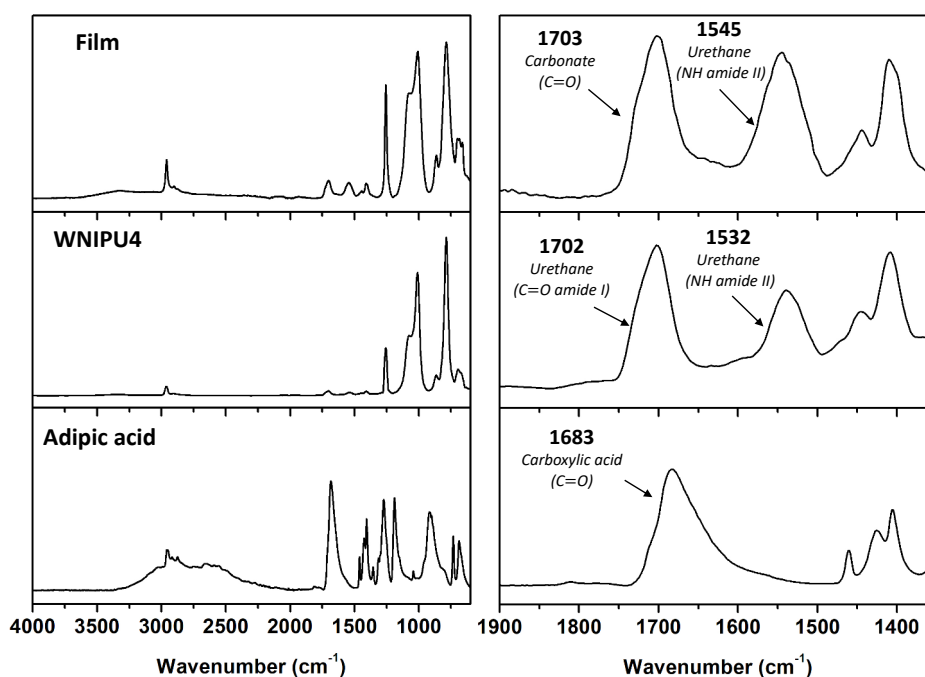 Film
1703
Carbonate
(C=O)
1545
Urethane
(NH amide II)
WNIPU4
1702
Urethane
(C=O amide I)
1532
Urethane
(NH amide II)
Adipic acid
1683
Carboxylic acid
(C=O)
4000 3500 3000 2500 2000 1500 1000
1900 1800 1700 1600 1500 1400
Wavenumber (cm⁻¹)
Wavenumber (cm⁻¹)